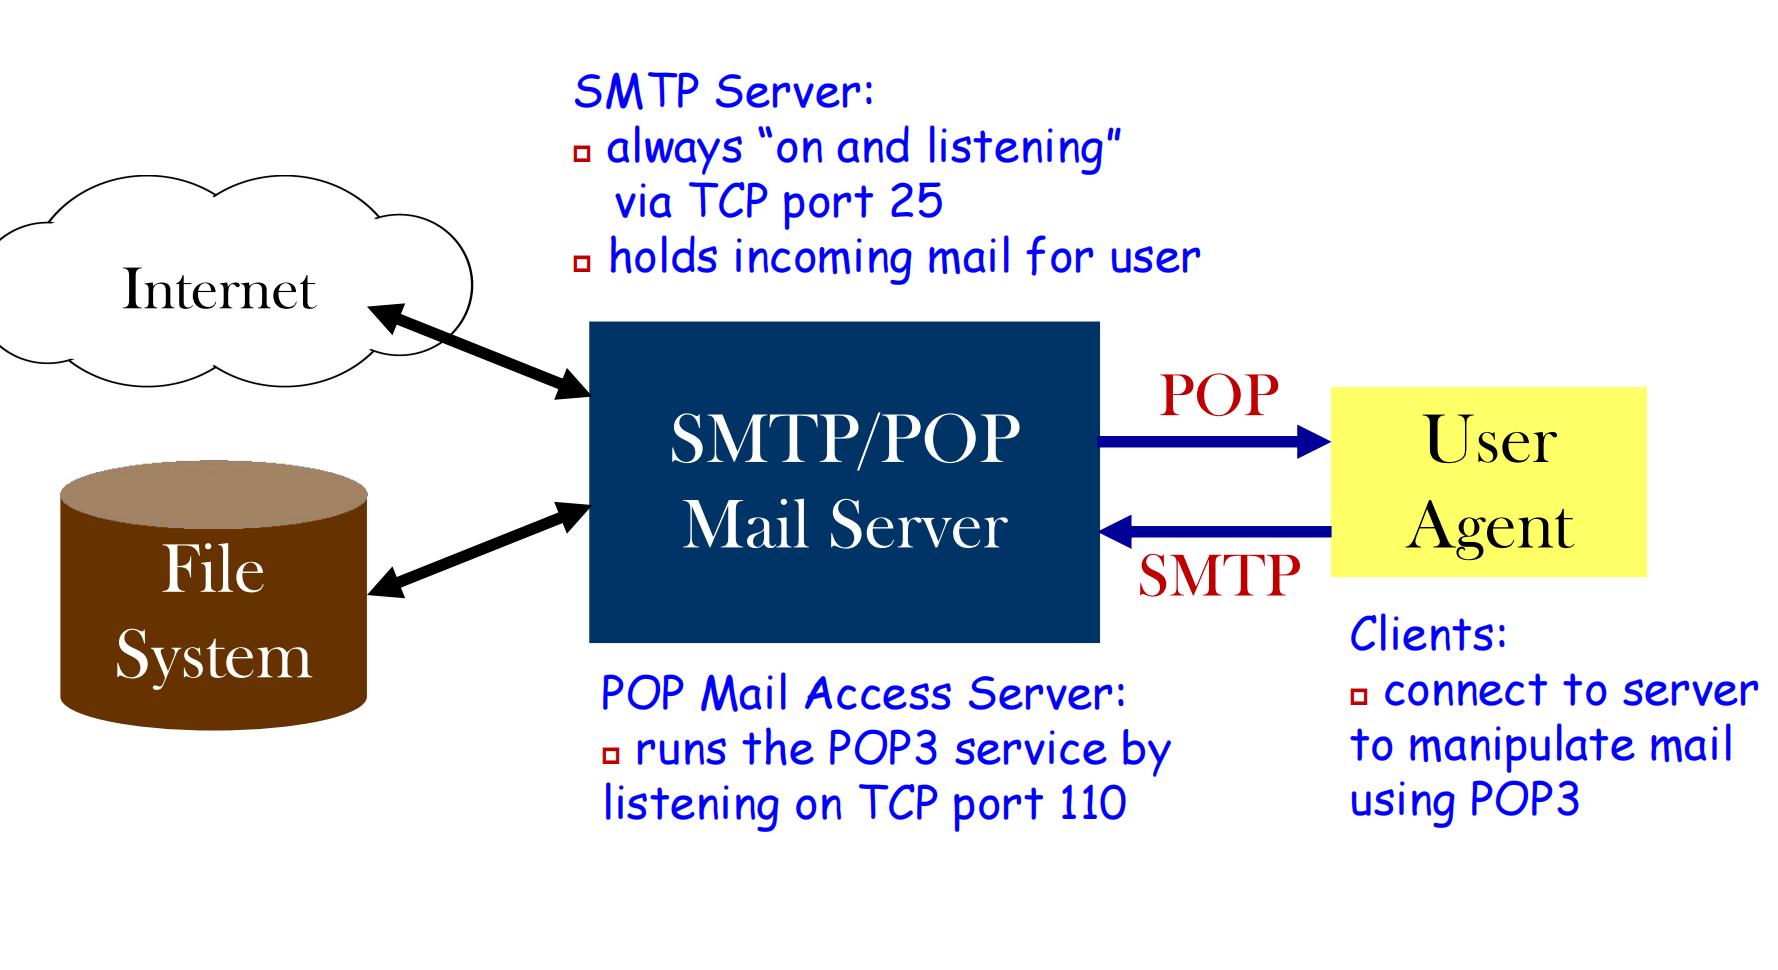 SMTP Server:
always “on and listening”
via TCP port 25
holds incoming mail for user
Internet
SMTP/POP
Mail Server
POP
SMTP
User
Agent
File
System
POP Mail Access Server:
runs the POP3 service by
listening on TCP port 110
Clients:
connect to server
to manipulate mail
using POP3